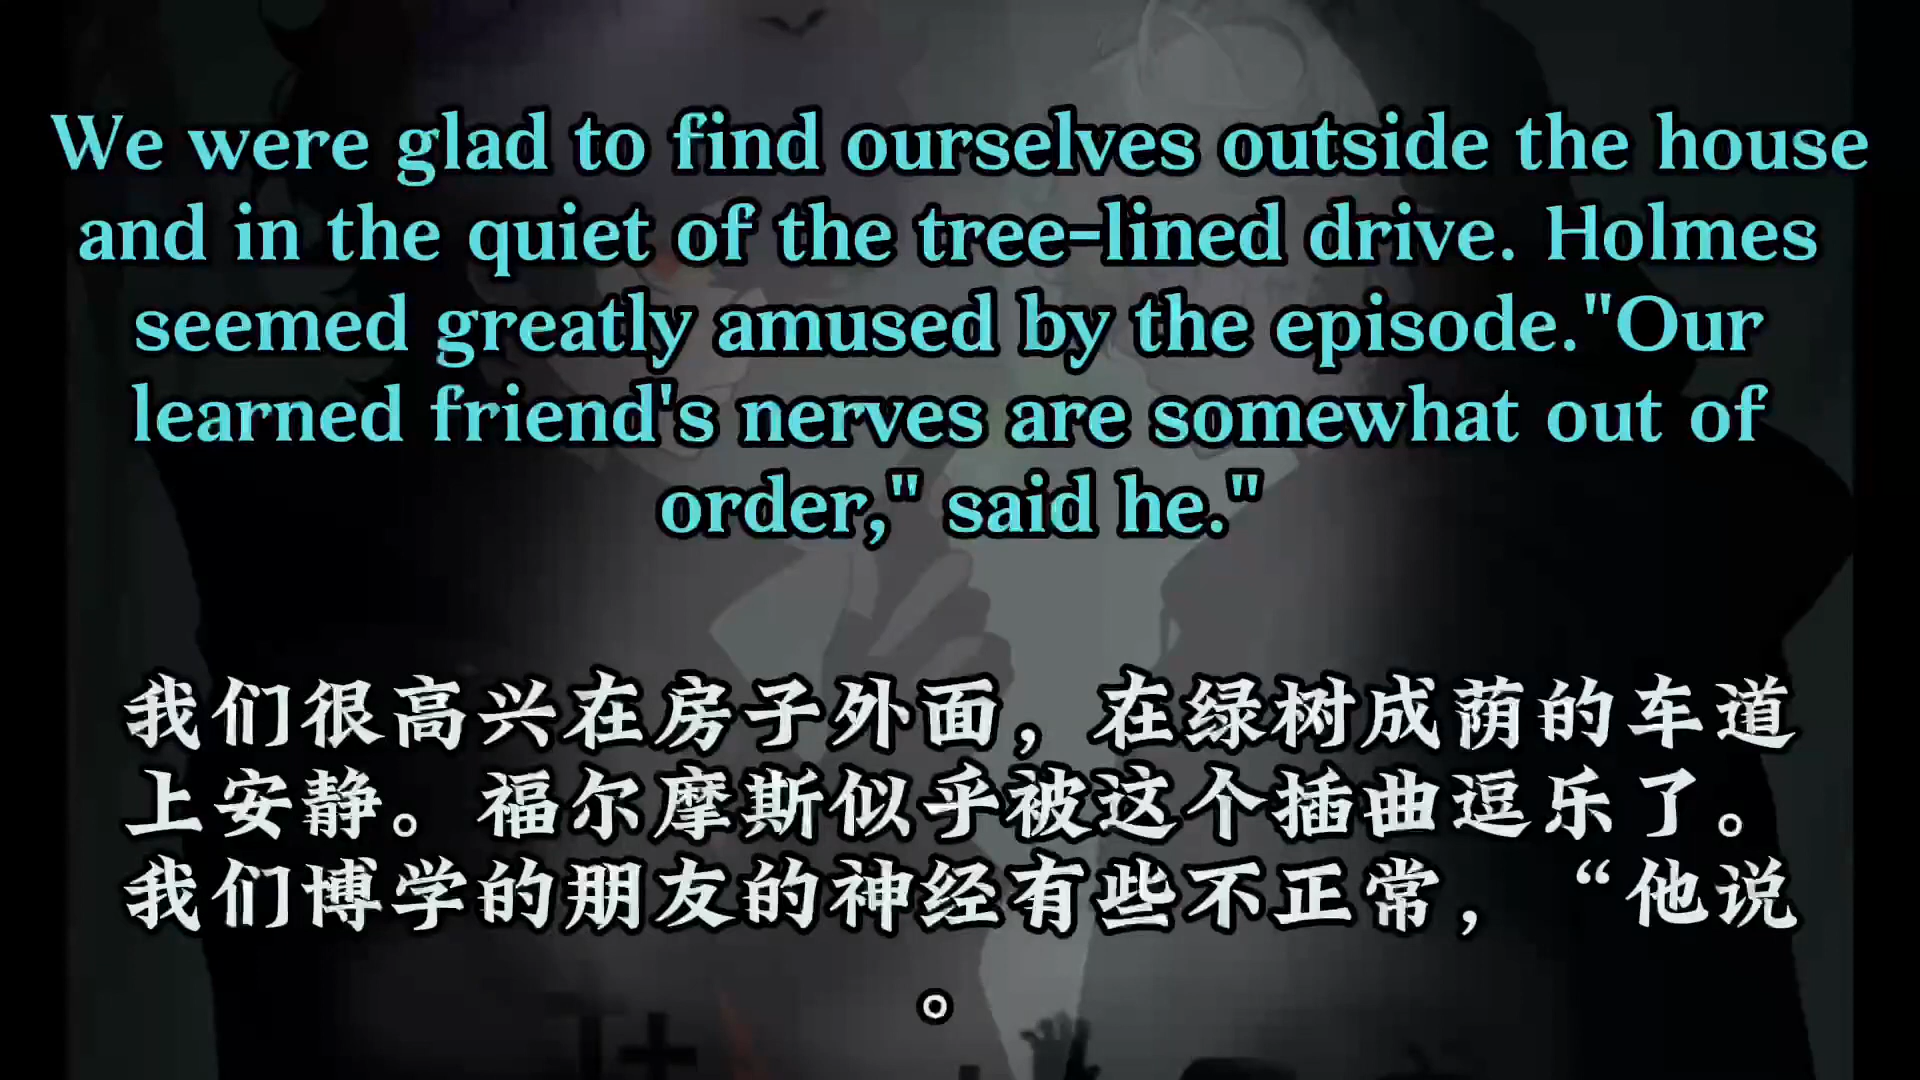 We were glad to find ourselves outside the house
and in the quiet of the tree-lined drive. Holmes
seemed greatly amused by the episode."Our
learned friend's nerves are somewhat out of
order," said he."
我们很高兴在房子外面，在绿树成荫的车道
上安静。福尔摩斯似乎被这个插曲逗乐了。
我们博学的朋友的神经有些不正常，“他说
。